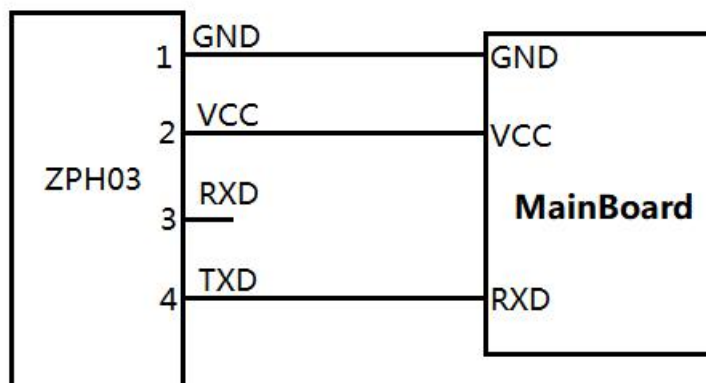 1 GND GND
2 VCC VCC
ZPH03
3 RXD
MainBoard
4 TXD RXD